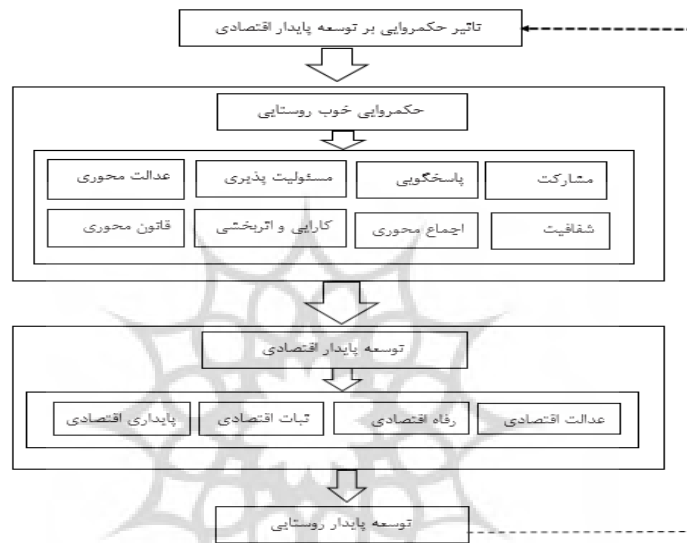 تاثیر حکمروایی بر توسعه پایدار اقتصادی
حکمروایی خوب روستایی
مشارکت
پاسخگویی
مسئولیت پذیری
عدالت محوری
شفافیت
اجماع محوری
کارایی و اثربخشی
قانون محوری
توسعه پایدار اقتصادی
عدالت اقتصادی
رفاه اقتصادی
ثبات اقتصادی
پایداری اقتصادی
توسعه پایدار روستایی